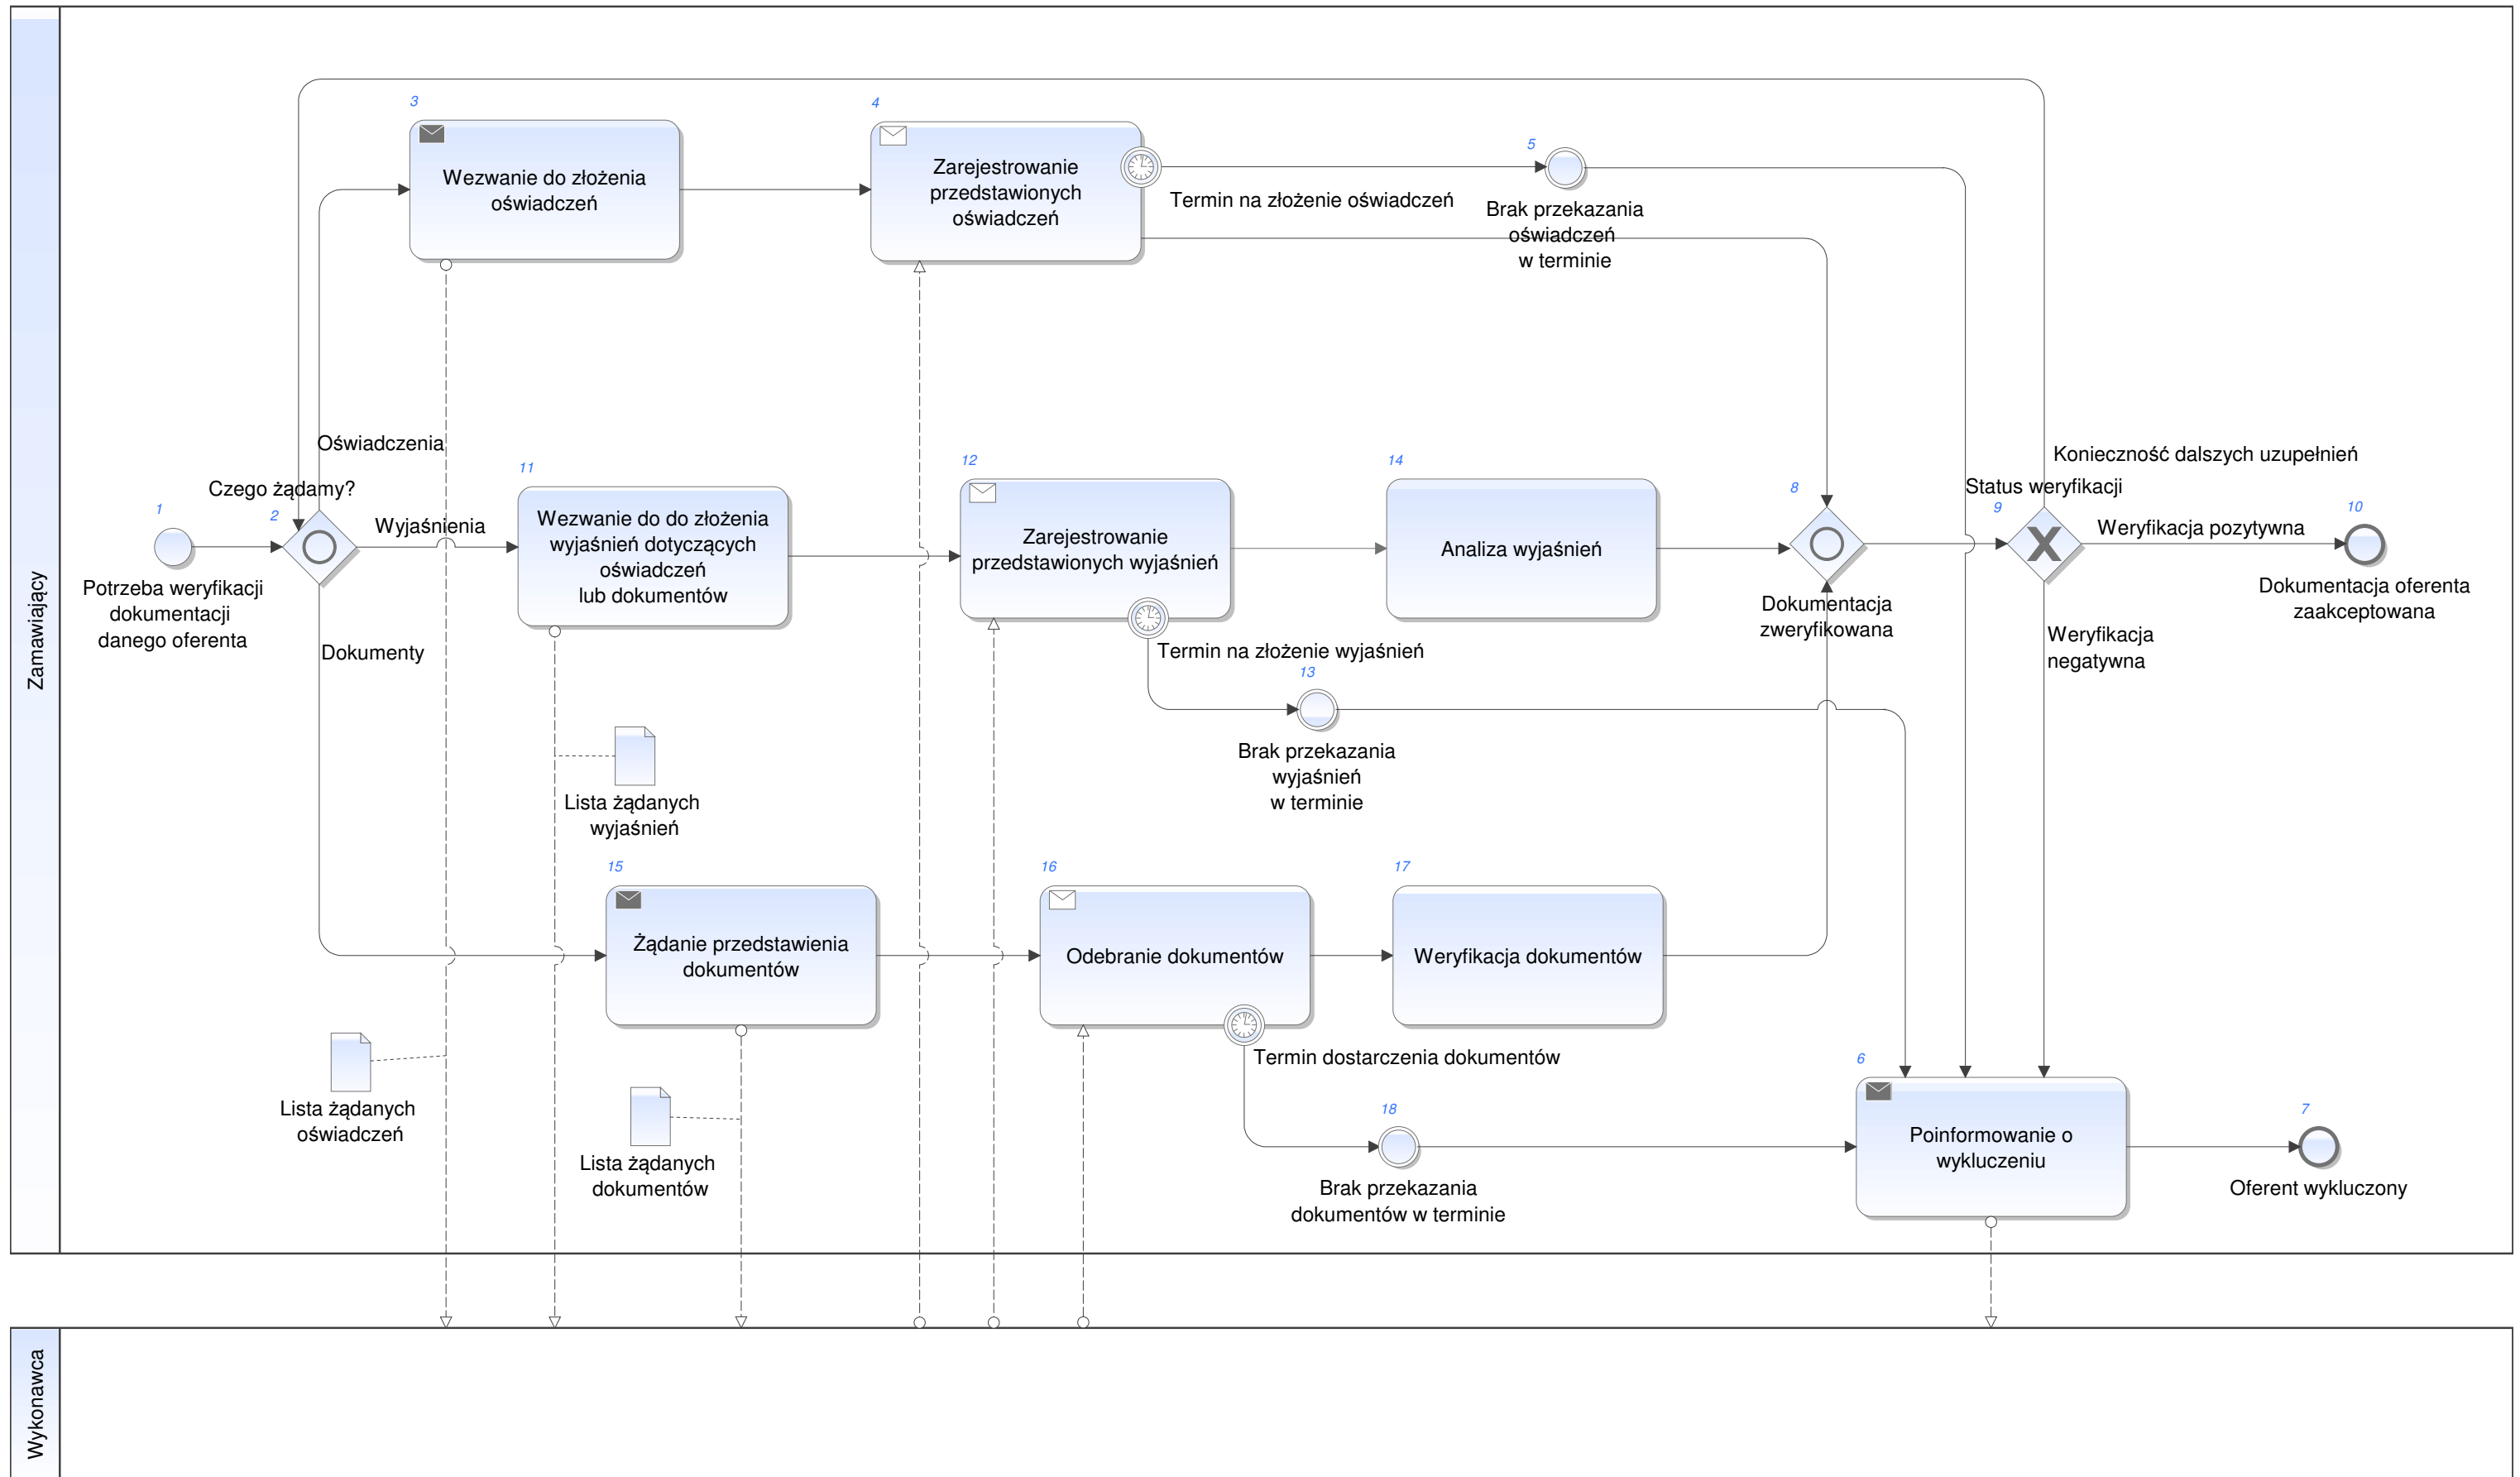 Zamawiający
3
Wezwanie do złożenia
oświadczeń
4
Zarejestrowanie
przedstawionych
oświadczeń
Termin na złożenie oświadczeń
5
Brak przekazania
oświadczeń
w terminie
Oświadczenia
Czego żądamy?
1
Potrzeba weryfikacji
dokumentacji
danego oferenta
2
Wyjaśnienia
Dokumenty
11
Wezwanie do do złożenia
wyjaśnień dotyczących
oświadczeń
lub dokumentów
12
Zarejestrowanie
przedstawionych wyjaśnień
Termin na złożenie wyjaśnień
13
Brak przekazania
wyjaśnień
w terminie
14
Analiza wyjaśnień
8
Dokumentacja
zweryfikowana
Konieczność dalszych uzupełnień
Status weryfikacji
9
X
Weryfikacja pozytywna
10
Dokumentacja oferenta
zaakceptowana
Weryfikacja
negatywna
Lista żądanych
wyjaśnień
15
Żądanie przedstawienia
dokumentów
16
Odebranie dokumentów
Termin dostarczenia dokumentów
17
Weryfikacja dokumentów
18
Brak przekazania
dokumentów w terminie
6
Poinformowanie o
wykluczeniu
7
Oferent wykluczony
Lista żądanych
oświadczeń
Lista żądanych
dokumentów
Wykonawca